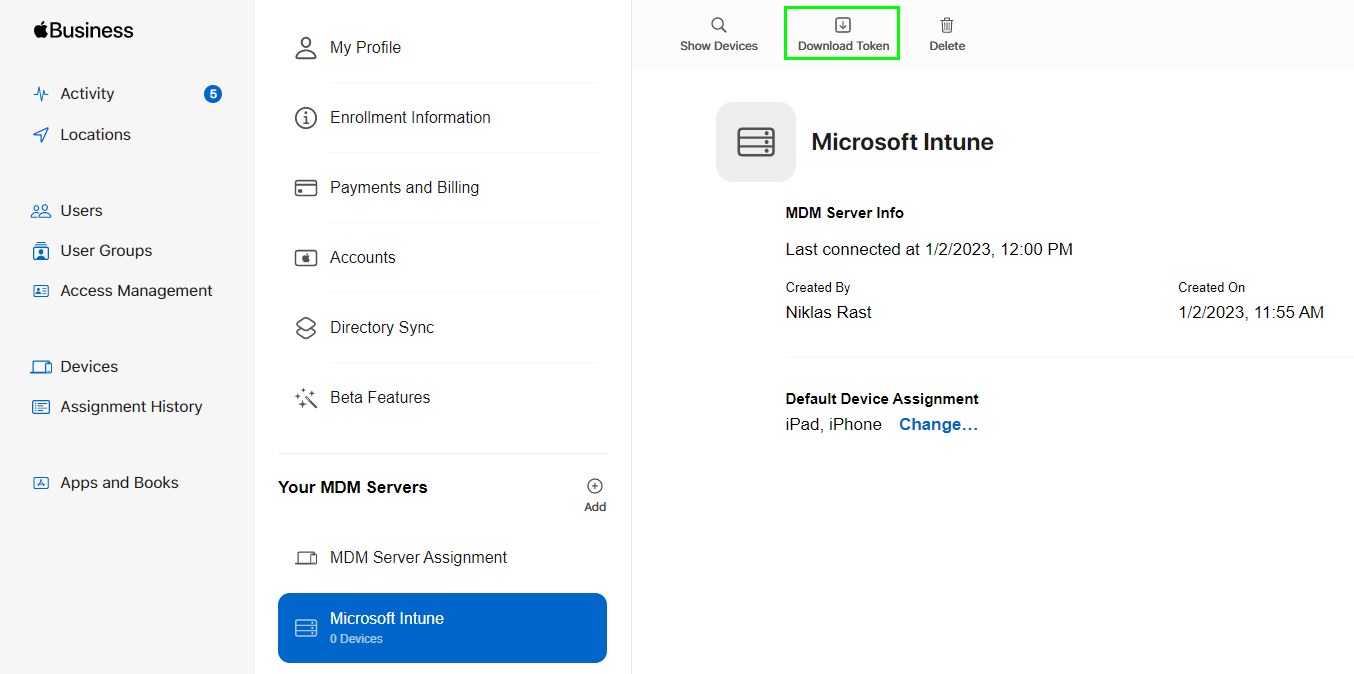 Business
Activity 5
Locations
Users
User Groups
Access Management
Devices
Assignment History
Apps and Books
My Profile
Enrollment Information
Payments and Billing
Accounts
Directory Sync
Beta Features
Your MDM Servers
Add
MDM Server Assignment
Microsoft Intune
0 Devices
Show Devices
Download Token
Delete
Microsoft Intune
MDM Server Info
Last connected at 1/2/2023, 12:00 PM
Created By
Niklas Rast
Created On
1/2/2023, 11:55 AM
Default Device Assignment
iPad, iPhone Change...